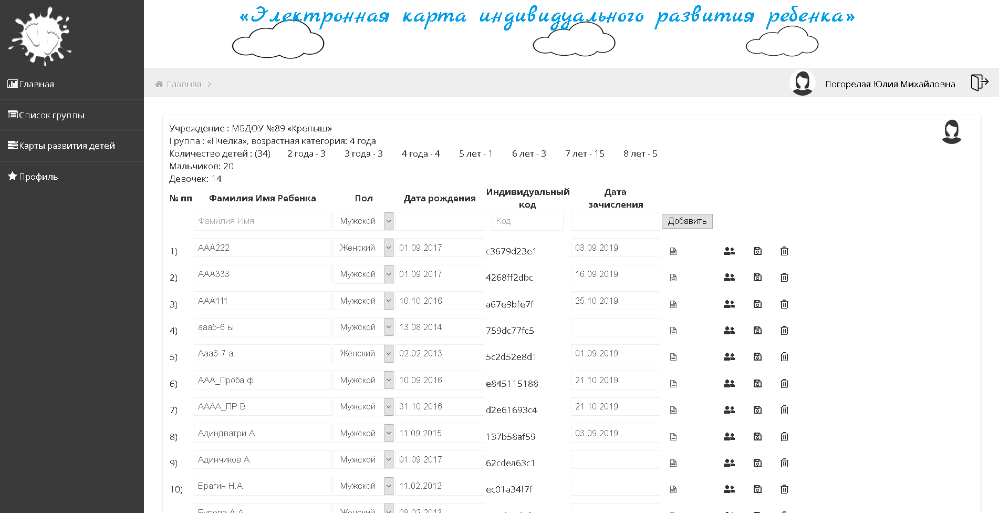 «Электронная карта индивидуального развития ребенка»
Главная
Список группы
Карты развития детей
Профиль
Главная
Погорелая Юлия Михайловна
Учреждение : МБДОУ №89 «Крепыш»
Группа : «Пчелка», возрастная категория: 4 года
Количество детей : (34) 2 года - 3 3 года - 3 4 года - 4 5 лет - 1 6 лет - 3 7 лет - 15 8 лет - 5
Мальчиков: 20
Девочек: 14
№ пп Фамилия Имя Ребенка Пол Дата рождения Индивидуальный код Дата зачисления
Фамилия Имя Мужской Код Добавить
1) ААА222 Женский 01.09.2017 c3679d23e1 03.09.2019
2) ААА333 Мужской 01.09.2017 4268ff2dbc 16.09.2019
3) ААА111 Мужской 10.10.2016 a67e9bfe7f 25.10.2019
4) ааа5-6 ы. Мужской 13.08.2014 759dc77fc5
5) Ааа6-7 а. Женский 02.02.2013 5c2d52e8d1 01.09.2019
6) ААА_Проба ф. Мужской 10.09.2016 e845115188 21.10.2019
7) АААА_ПР В. Мужской 31.10.2016 d2e61693c4 21.10.2019
8) Адиндватри А. Мужской 11.09.2015 137b58af59 03.09.2019
9) Адинчиков А. Мужской 01.09.2017 62cdea63c1
10) Брагин Н.А. Мужской 11.02.2012 ec01a34f7f
Бурова А.А. Женский 08.02.2013